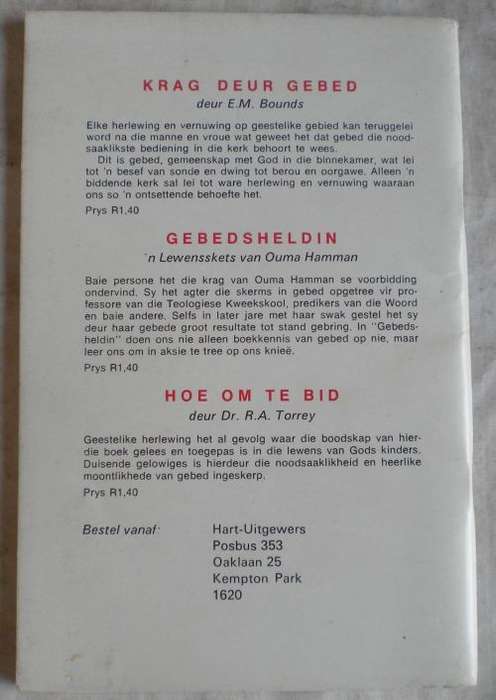 KRAG DEUR GEBED
deur E.M. Bounds
Elke herlewing en vernuwing op geestelike gebied kan teruggelei
word na die manne en vroue wat geweet het dat gebed die nood-
saaklikste bediening in die kerk behoort te wees.
Dit is gebed, gemeenskap met God in die binnekamer, wat lei
tot 'n besef van sonde en dwing tot berou en oorgawe. Alleen 'n
biddende kerk sal lei tot ware herlewing en vernuwing waaraan
ons so 'n ontsettende behoefte het.
Prys R1,40
GEBEDSHELDIN
'n Lewensskets van Ouma Hamman
Baie persone het die krag van Ouma Hamman se voorbidding
ondervind. Sy het agter die skerms in gebed opgetree vir pro-
fessore van die Teologiese Kweekskool, predikers van die Woord
en baie andere. Selfs in later jare met haar swak gestel het sy
deur haar gebede groot resultate tot stand gebring. In "Gebeds-
heldin" doen ons nie alleen boekkennis van gebed op nie, maar
leer ons om in aksie te tree op ons knieë.
Prys R1,40
HOE OM TE BID
deur Dr. R.A. Torrey
Geestelike herlewing het al gevolg waar die boodskap van hier-
die boek gelees en toegepas is in die lewens van Gods kinders.
Duisende gelowiges is hierdeur die noodsaaklikheid en heerlike
moontlikhede van gebed ingeskerp.
Prys R1,40
Bestel vanaf: Hart-Uitgewers
Posbus 353
Oaklaan 25
Kempton Park
1620